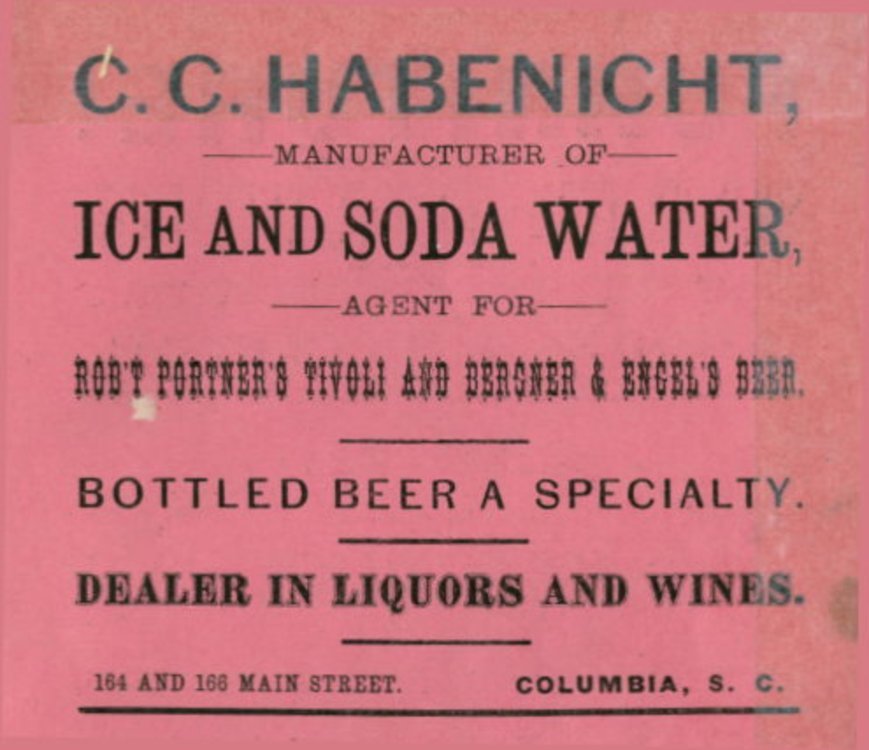 C. C. HABENICHT,
MANUFACTURER OF
ICE AND SODA WATER,
AGENT FOR
ROB'T PORTNER'S TIVOLI AND BERGNER & ENGEL'S BEER.
BOTTLED BEER A SPECIALTY.
DEALER IN LIQUORS AND WINES.
164 AND 166 MAIN STREET. COLUMBIA, S. C.